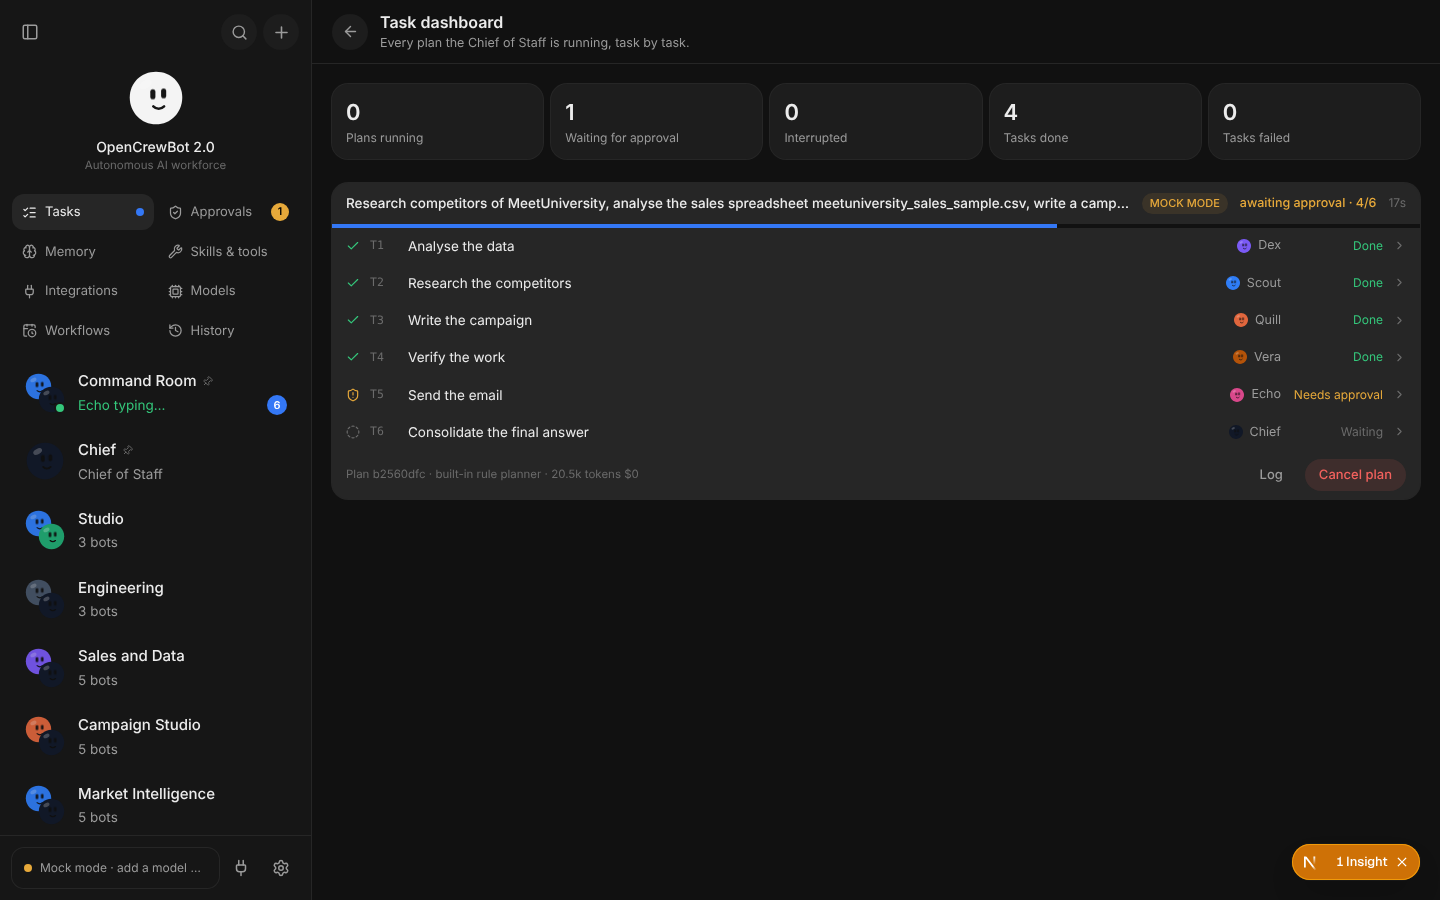 OpenCrewBot 2.0
Autonomous AI workforce
Tasks
Approvals 1
Memory
Skills & tools
Integrations
Models
Workflows
History
Command Room
Echo typing...
6
Chief
Chief of Staff
Studio
3 bots
Engineering
3 bots
Sales and Data
5 bots
Campaign Studio
5 bots
Market Intelligence
5 bots
Mock mode · add a model ...
Task dashboard
Every plan the Chief of Staff is running, task by task.
0
Plans running
1
Waiting for approval
0
Interrupted
4
Tasks done
0
Tasks failed
Research competitors of MeetUniversity, analyse the sales spreadsheet meetuniversity_sales_sample.csv, write a camp... MOCK MODE awaiting approval · 4/6 17s
T1 Analyse the data Dex Done
T2 Research the competitors Scout Done
T3 Write the campaign Quill Done
T4 Verify the work Vera Done
T5 Send the email Echo Needs approval
T6 Consolidate the final answer Chief Waiting
Plan b2560dfc · built-in rule planner · 20.5k tokens $0 Log Cancel plan
N 1 Insight